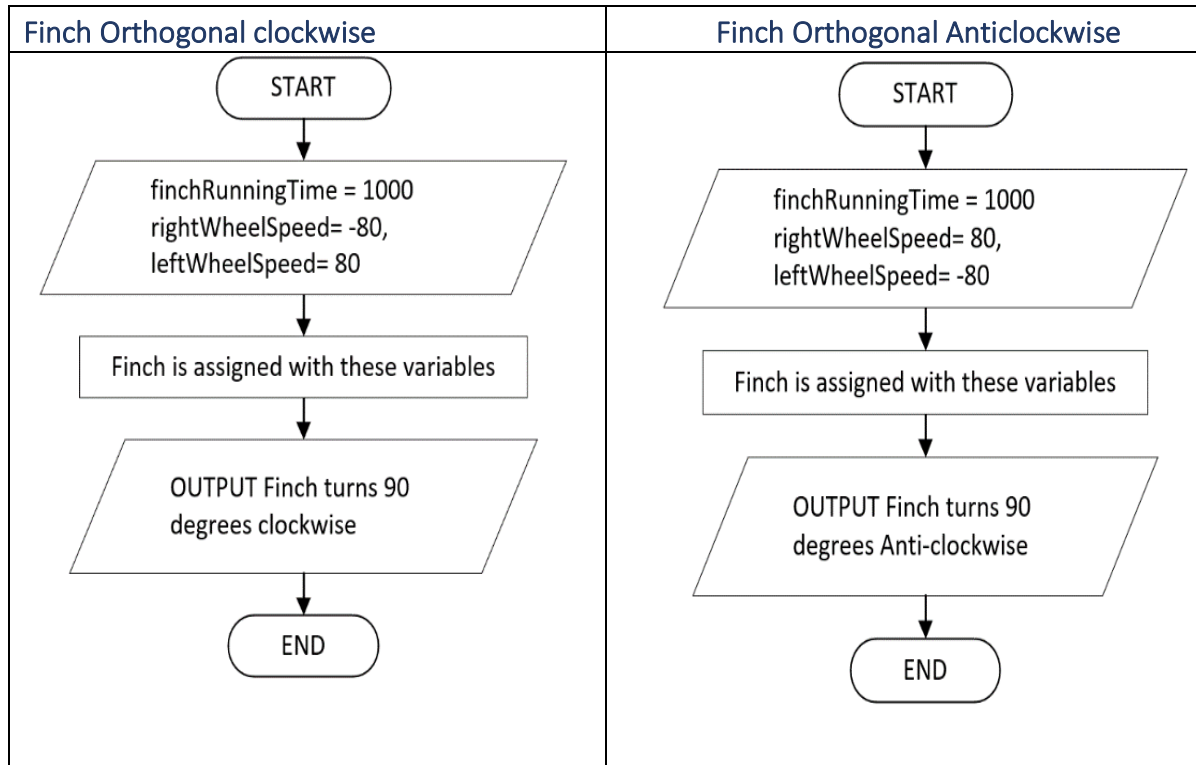 Finch Orthogonal clockwise
START
finchRunningTime = 1000
rightWheelSpeed= -80,
leftWheelSpeed= 80
Finch is assigned with these variables
OUTPUT Finch turns 90
degrees clockwise
END
Finch Orthogonal Anticlockwise
START
finchRunningTime = 1000
rightWheelSpeed= 80,
leftWheelSpeed= -80
Finch is assigned with these variables
OUTPUT Finch turns 90
degrees Anti-clockwise
END